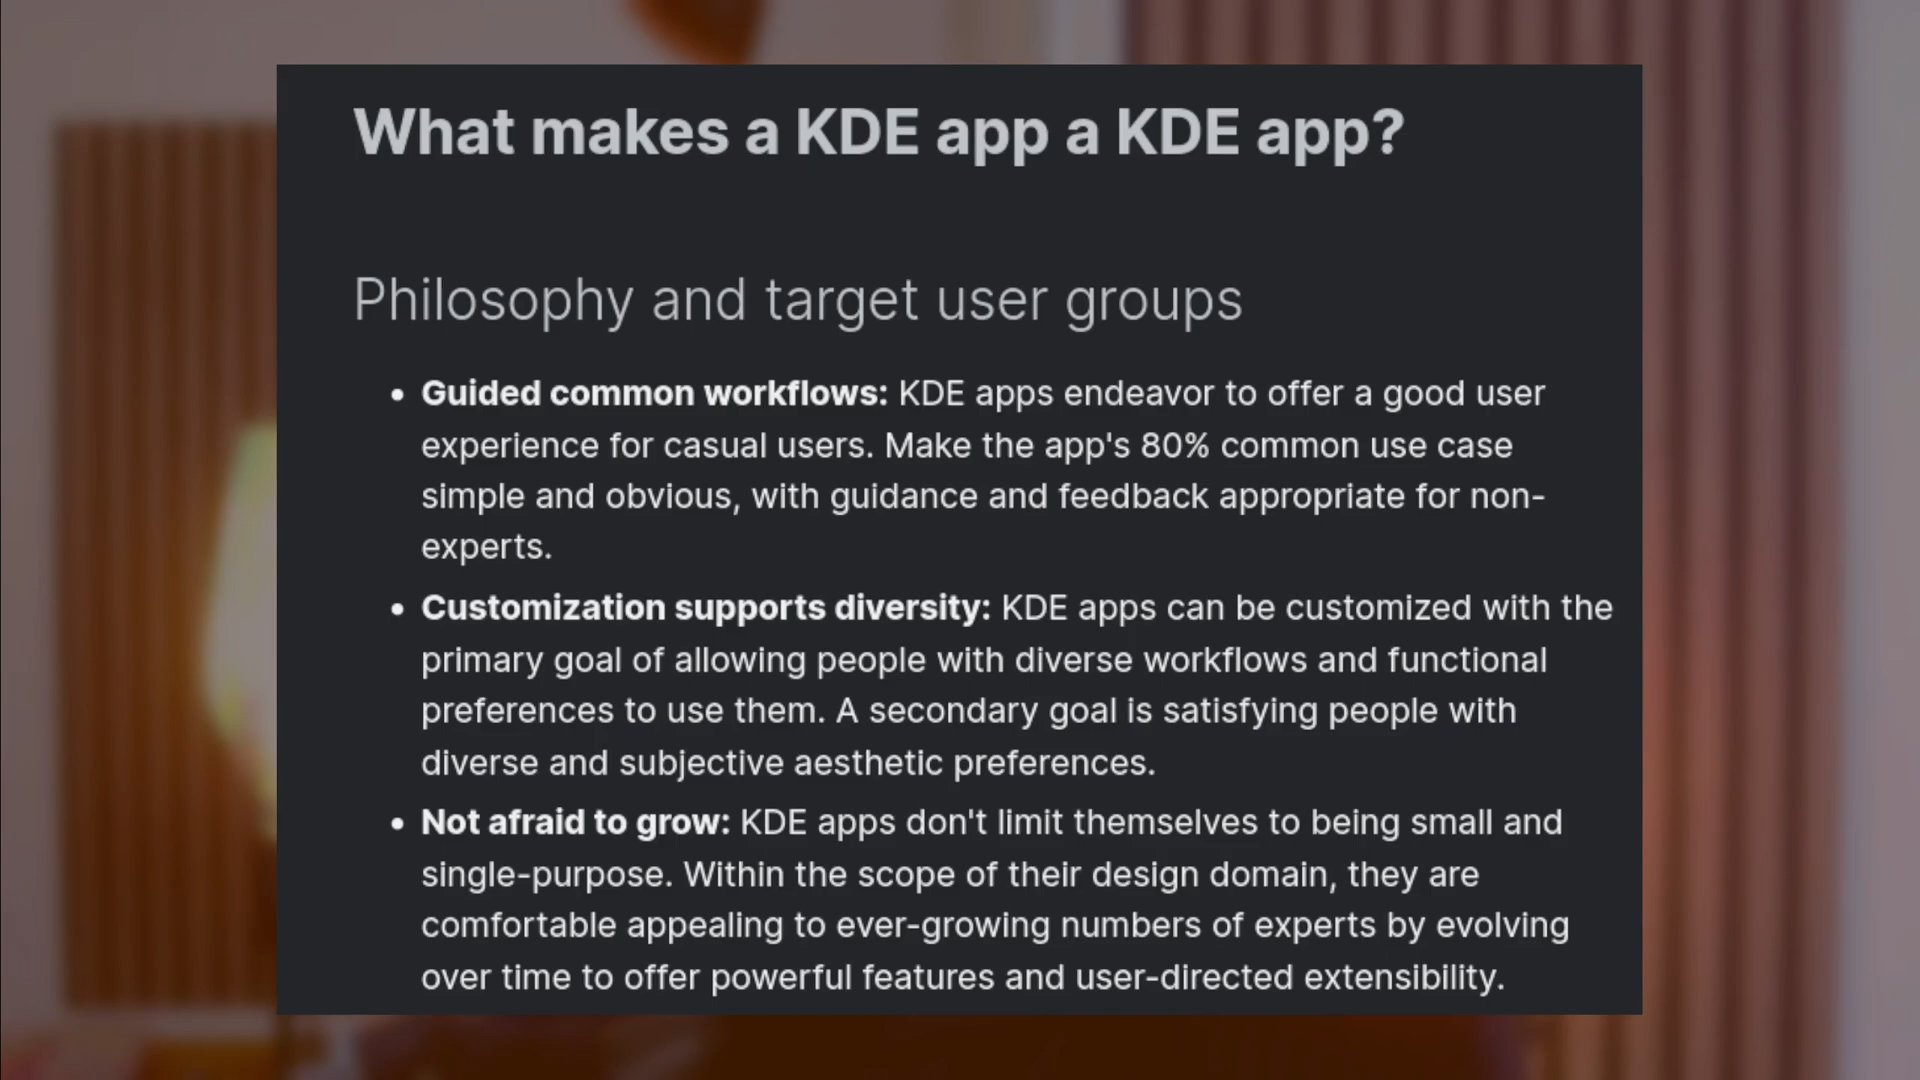 What makes a KDE app a KDE app?
Philosophy and target user groups
• Guided common workflows: KDE apps endeavor to offer a good user
experience for casual users. Make the app's 80% common use case
simple and obvious, with guidance and feedback appropriate for non-
experts.
• Customization supports diversity: KDE apps can be customized with the
primary goal of allowing people with diverse workflows and functional
preferences to use them. A secondary goal is satisfying people with
diverse and subjective aesthetic preferences.
• Not afraid to grow: KDE apps don't limit themselves to being small and
single-purpose. Within the scope of their design domain, they are
comfortable appealing to ever-growing numbers of experts by evolving
over time to offer powerful features and user-directed extensibility.